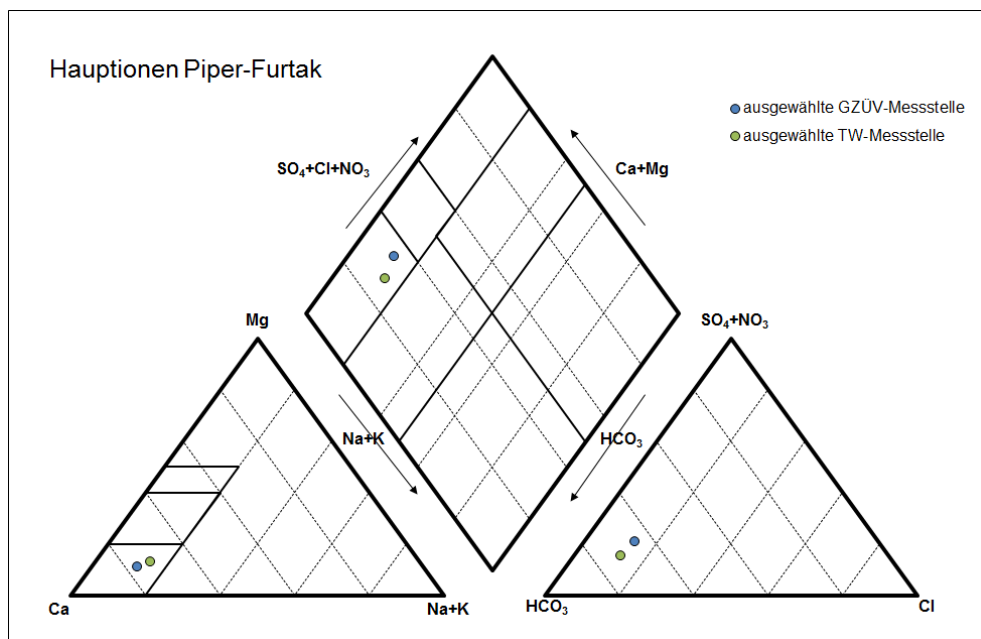 Hauptionen Piper-Furtak
ausgewählte GZÜV-Messstelle
ausgewählte TW-Messstelle
SO₄+Cl+NO₃
Ca+Mg
Mg
SO₄+NO₃
Na+K
HCO₃
Ca
Na+K
HCO₃
Cl